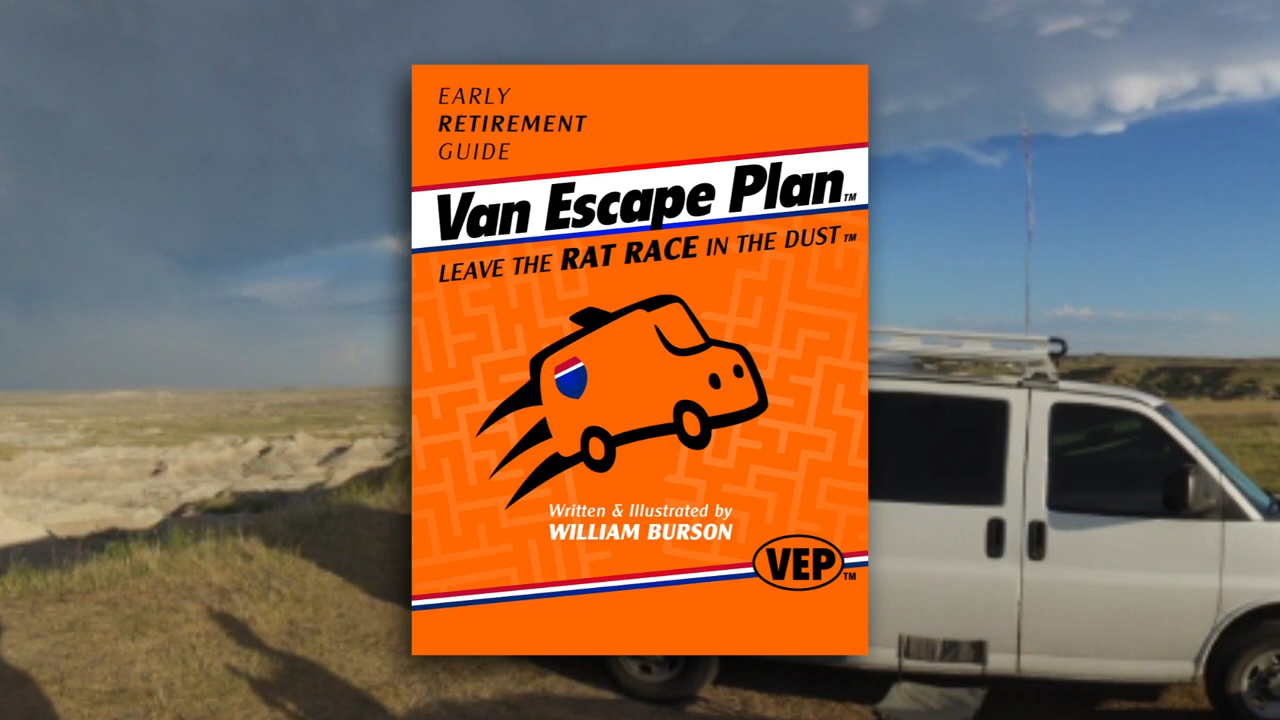 EARLY
RETIREMENT
GUIDE
Van Escape Plan™
LEAVE THE RAT RACE IN THE DUST™
Written & Illustrated by
WILLIAM BURSON
VEP™